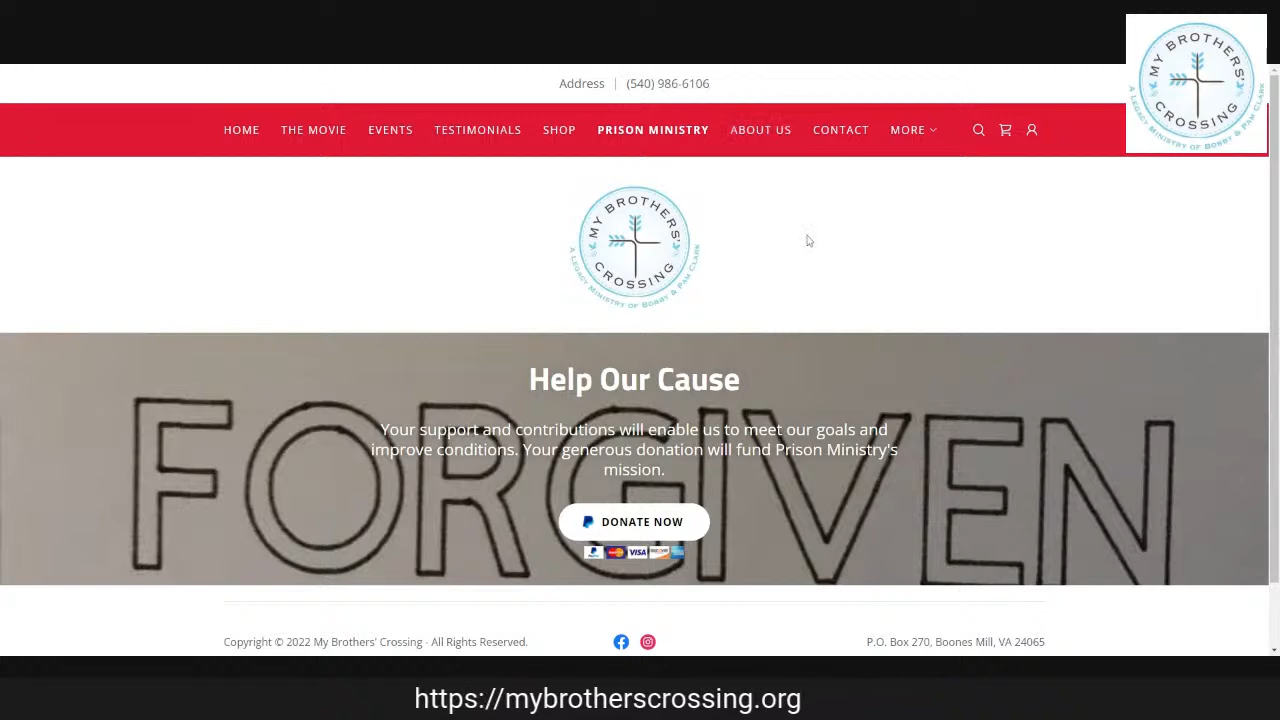 MY BROTHERS' CROSSING
A LEGACY MINISTRY OF BOBBY & PAM CLARK
Address | (540) 986-6106
HOME THE MOVIE EVENTS TESTIMONIALS SHOP PRISON MINISTRY ABOUT US CONTACT MORE
MY BROTHERS' CROSSING
A LEGACY MINISTRY OF BOBBY & PAM CLARK
Help Our Cause
Your support and contributions will enable us to meet our goals and
improve conditions. Your generous donation will fund Prison Ministry's
mission.
FORGIVEN
DONATE NOW
VISA
Copyright © 2022 My Brothers' Crossing - All Rights Reserved.
P.O. Box 270, Boones Mill, VA 24065
https://mybrotherscrossing.org